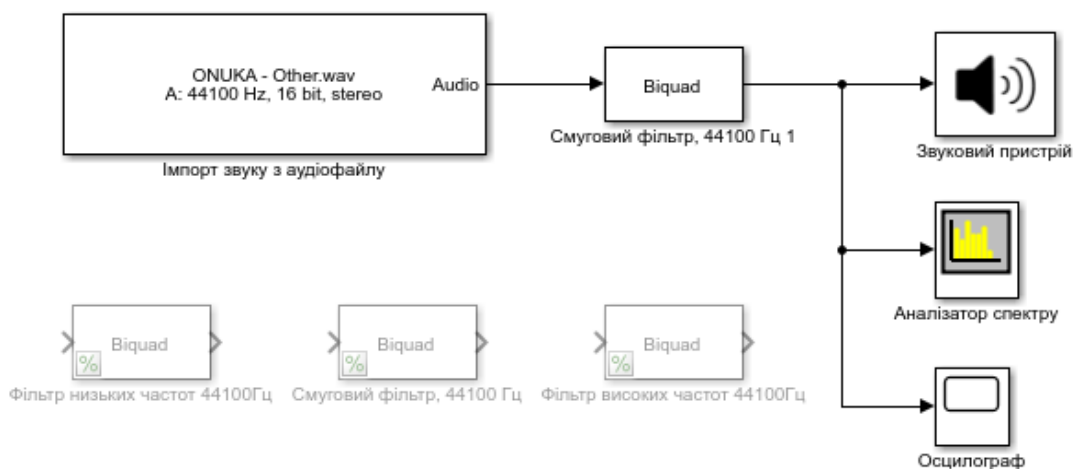 ONUKA - Other.wav
A: 44100 Hz, 16 bit, stereo
Audio
Імпорт звуку з аудіофайлу
Biquad
Смуговий фільтр, 44100 Гц 1
Звуковий пристрій
Аналізатор спектру
Biquad
%
Фільтр низьких частот 44100Гц
Biquad
%
Смуговий фільтр, 44100 Гц
Biquad
%
Фільтр високих частот 44100Гц
Осцилограф